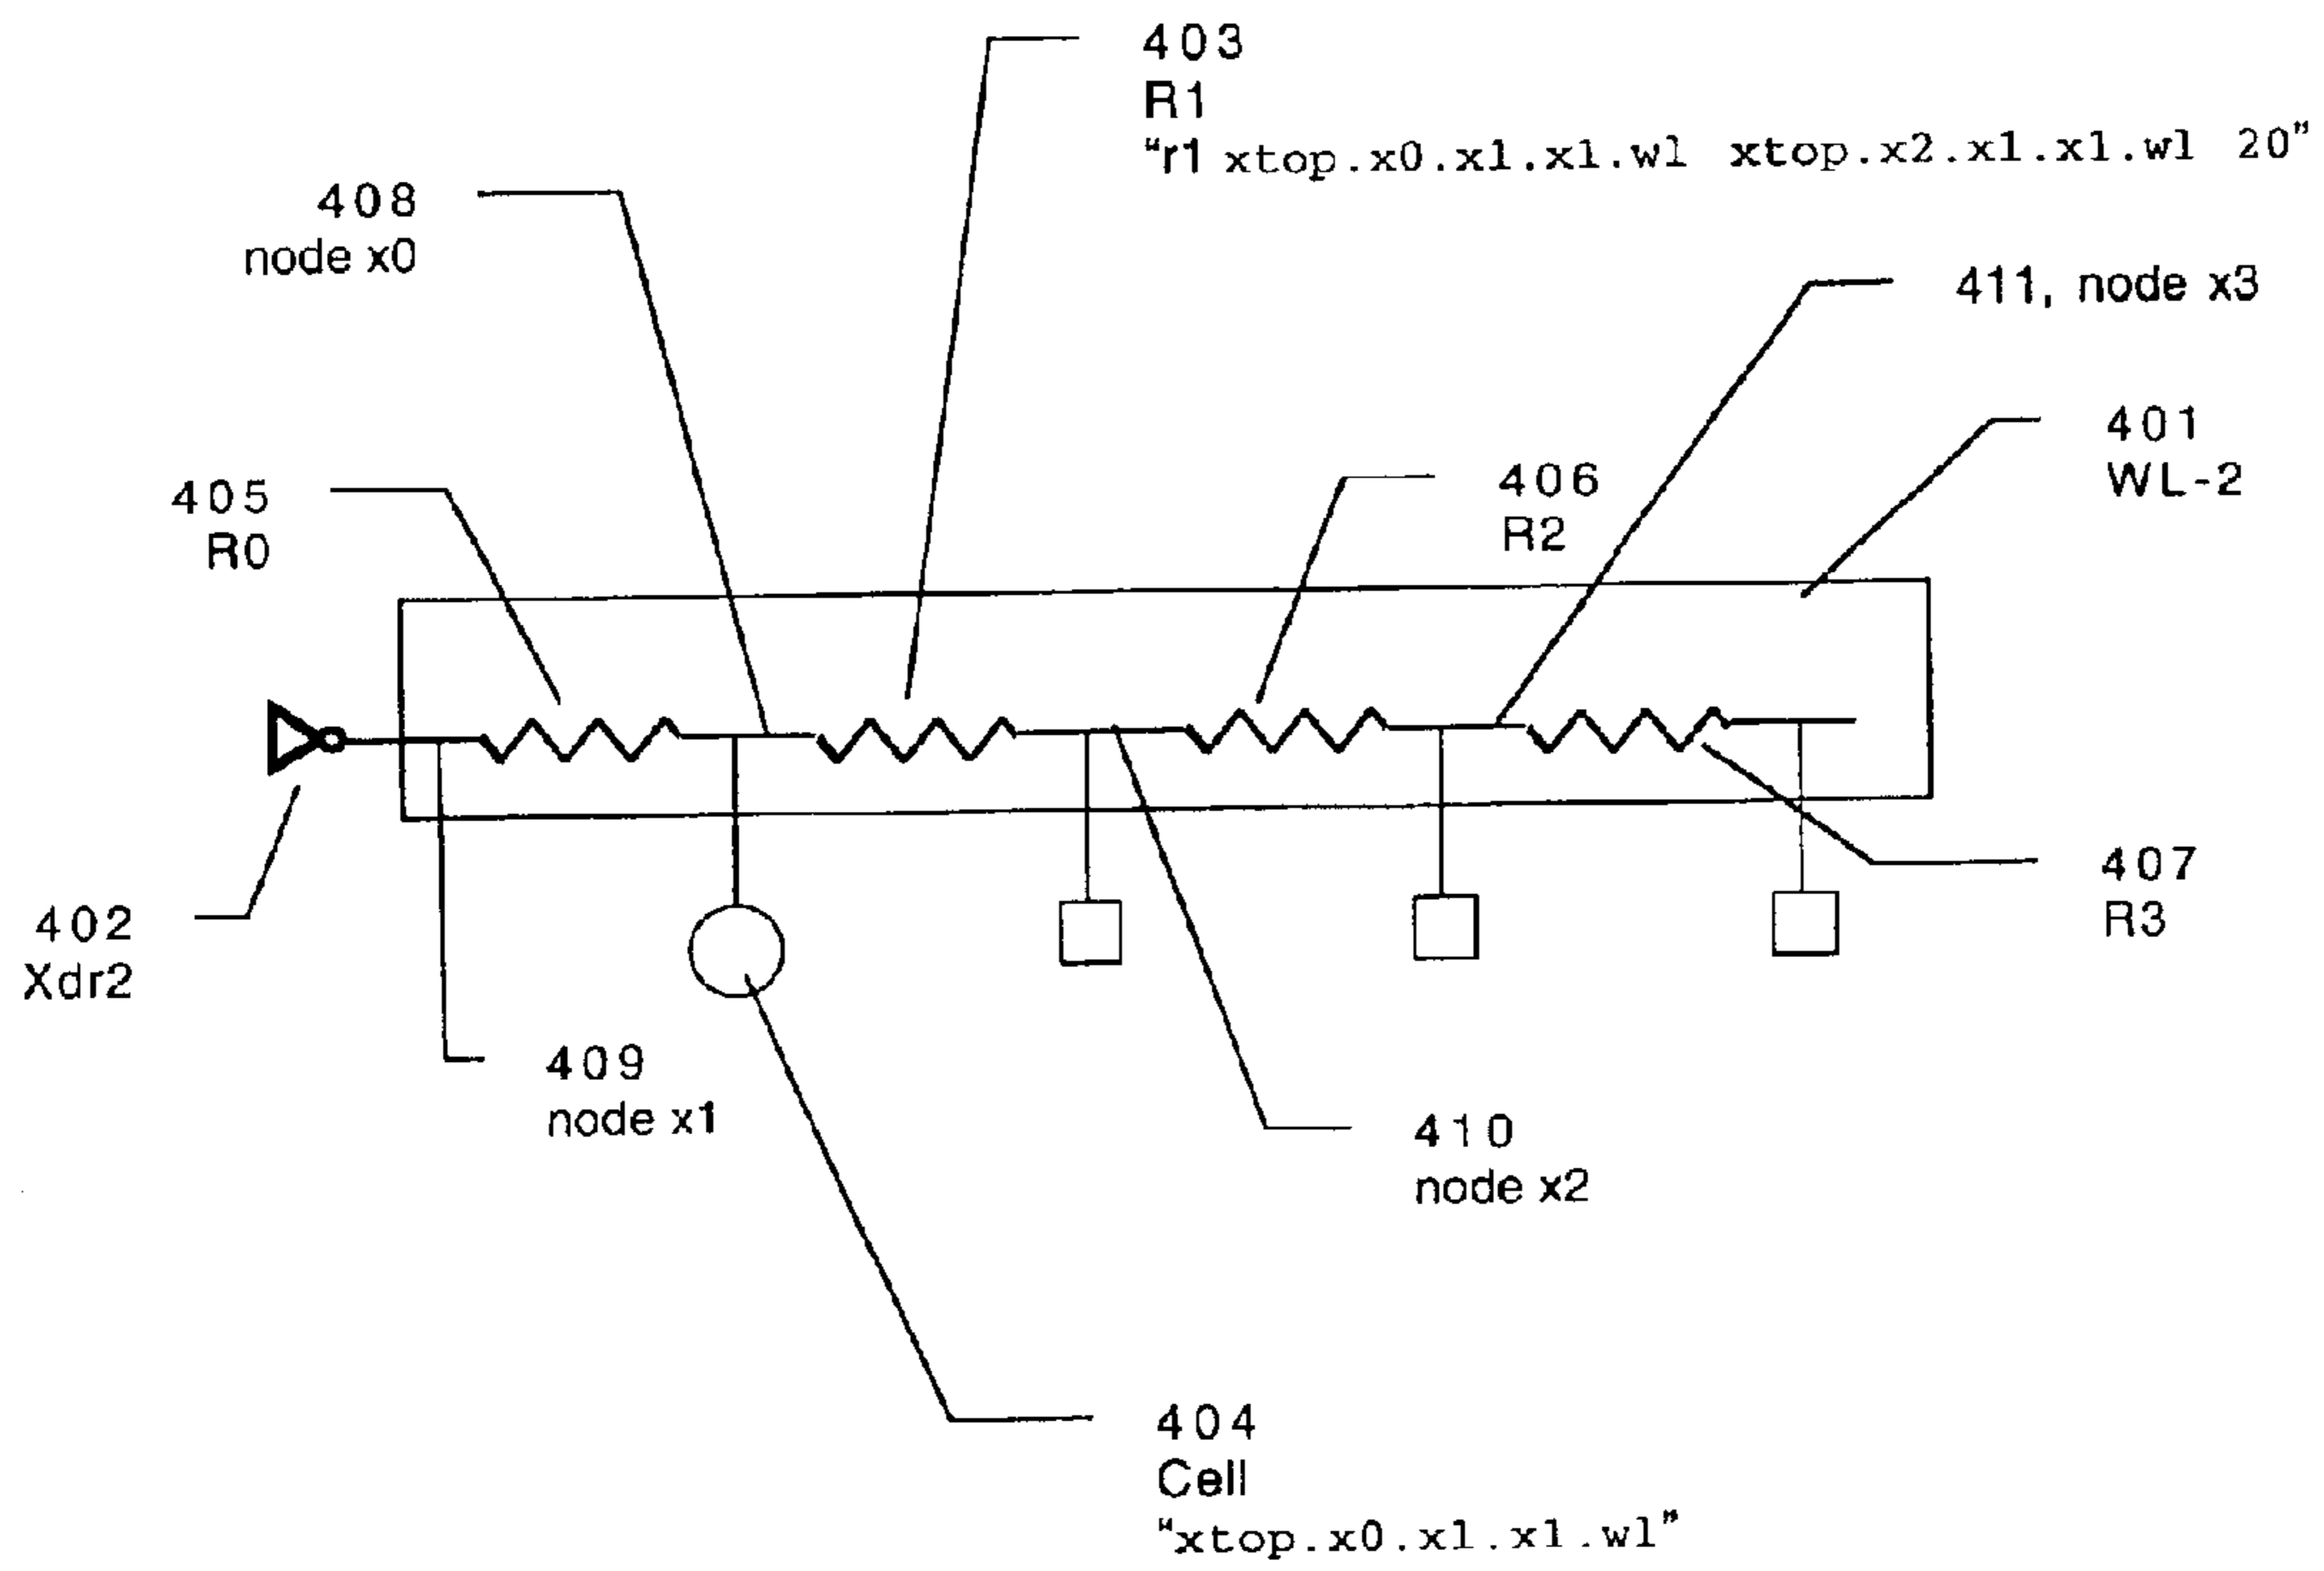 403
R1
“r1 xtop.x0.x1.x1.wl xtop.x2.x1.x1.wl 20”
408
node x0
411, node x3
401
WL-2
406
R2
405
R0
407
R3
402
Xdr2
409
node x1
410
node x2
404
Cell
“xtop.x0.x1.x1.wl”